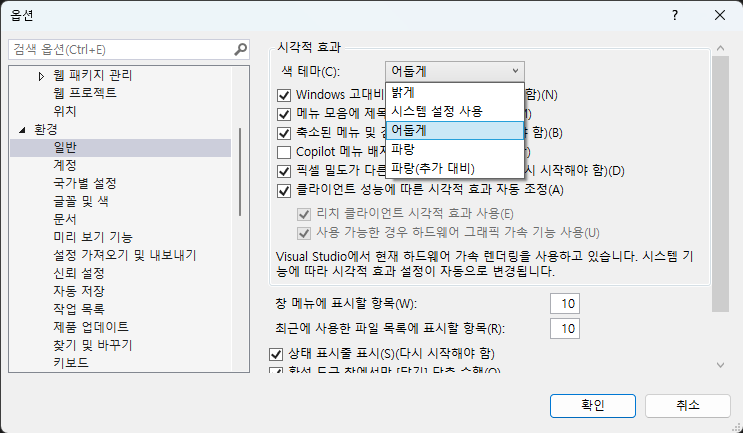 옵션
검색 옵션(Ctrl+E)
웹 패키지 관리
웹 프로젝트
위치
환경
일반
계정
국가별 설정
글꼴 및 색
문서
미리 보기 기능
설정 가져오기 및 내보내기
신뢰 설정
자동 저장
작업 목록
제품 업데이트
찾기 및 바꾸기
키보드
시각적 효과
색 테마(C): 어둡게
밝게
시스템 설정 사용
어둡게
파랑
파랑(추가 대비)
Windows 고대비 함)(N)
메뉴 모음에 제목
축소된 메뉴 및 야 함)(B)
Copilot 메뉴 배지
픽셀 밀도가 다른 시 시작해야 함)(D)
클라이언트 성능에 따른 시각적 효과 자동 조정(A)
리치 클라이언트 시각적 효과 사용(E)
사용 가능한 경우 하드웨어 그래픽 가속 기능 사용(U)
Visual Studio에서 현재 하드웨어 가속 렌더링을 사용하고 있습니다. 시스템 기
능에 따라 시각적 효과 설정이 자동으로 변경됩니다.
창 메뉴에 표시할 항목(W): 10
최근에 사용한 파일 목록에 표시할 항목(R): 10
상태 표시줄 표시(S)(다시 시작해야 함)
확인
취소